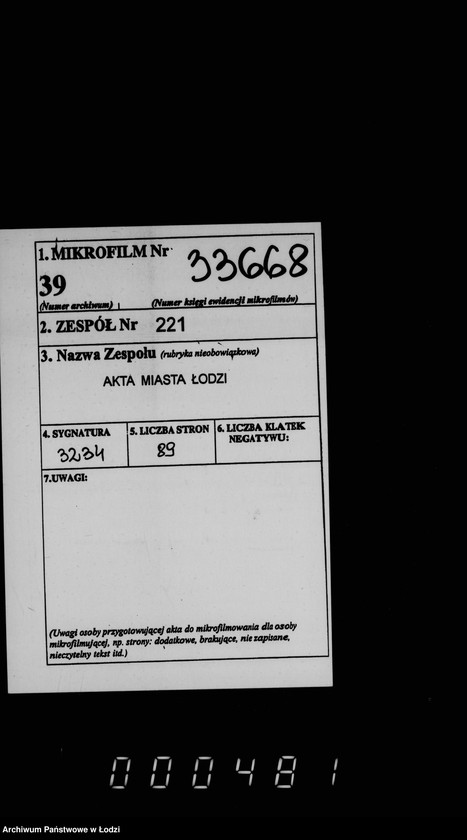 1. MIKROFILM Nr
33668
39
(Numer archiwum) (Numer księgi ewidencji mikrofilmów)
2. ZESPÓŁ Nr 221
3. Nazwa Zespołu (rubryka nieobowiązkowa)
AKTA MIASTA ŁODZI
4. SYGNATURA 5. LICZBA STRON 6. LICZBA KLATEK
NEGATYWU:
3234 89
7.UWAGI:
(Uwagi osoby przygotowującej akta do mikrofilmowania dla osoby
mikrofilmującej, np. strony: dodatkowe, brakujące, nie zapisane,
nieczytelny tekst itd.)
000481
Archiwum Państwowe w Łodzi